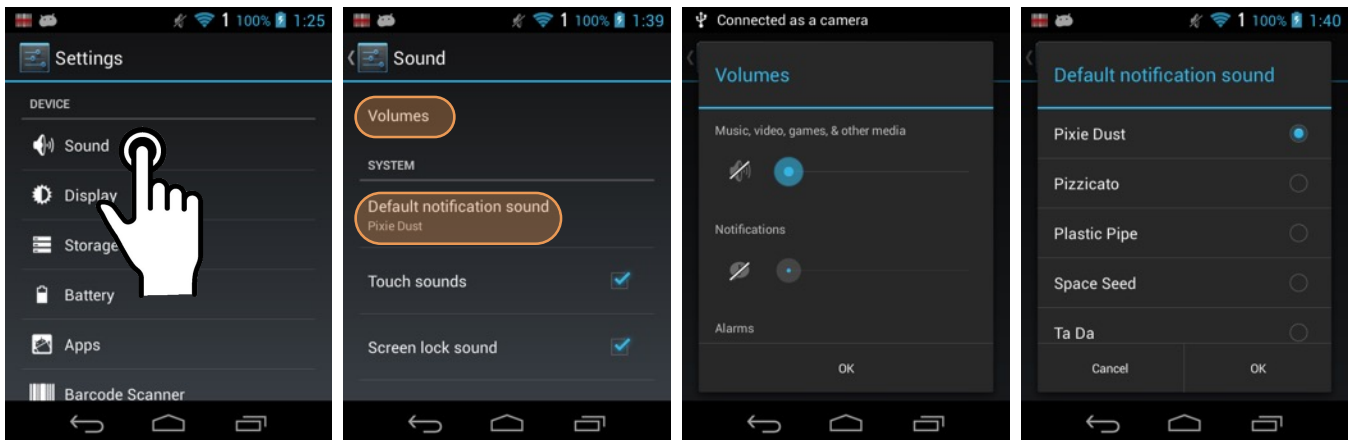 1 100% 1:25
Settings
DEVICE
Sound
Display
Storage
Battery
Apps
Barcode Scanner
1 100% 1:39
Sound
Volumes
SYSTEM
Default notification sound
Pixie Dust
Touch sounds
Screen lock sound
Connected as a camera
Volumes
Music, video, games, & other media
Notifications
Alarms
OK
1 100% 1:40
Default notification sound
Pixie Dust
Pizzicato
Plastic Pipe
Space Seed
Ta Da
Cancel OK